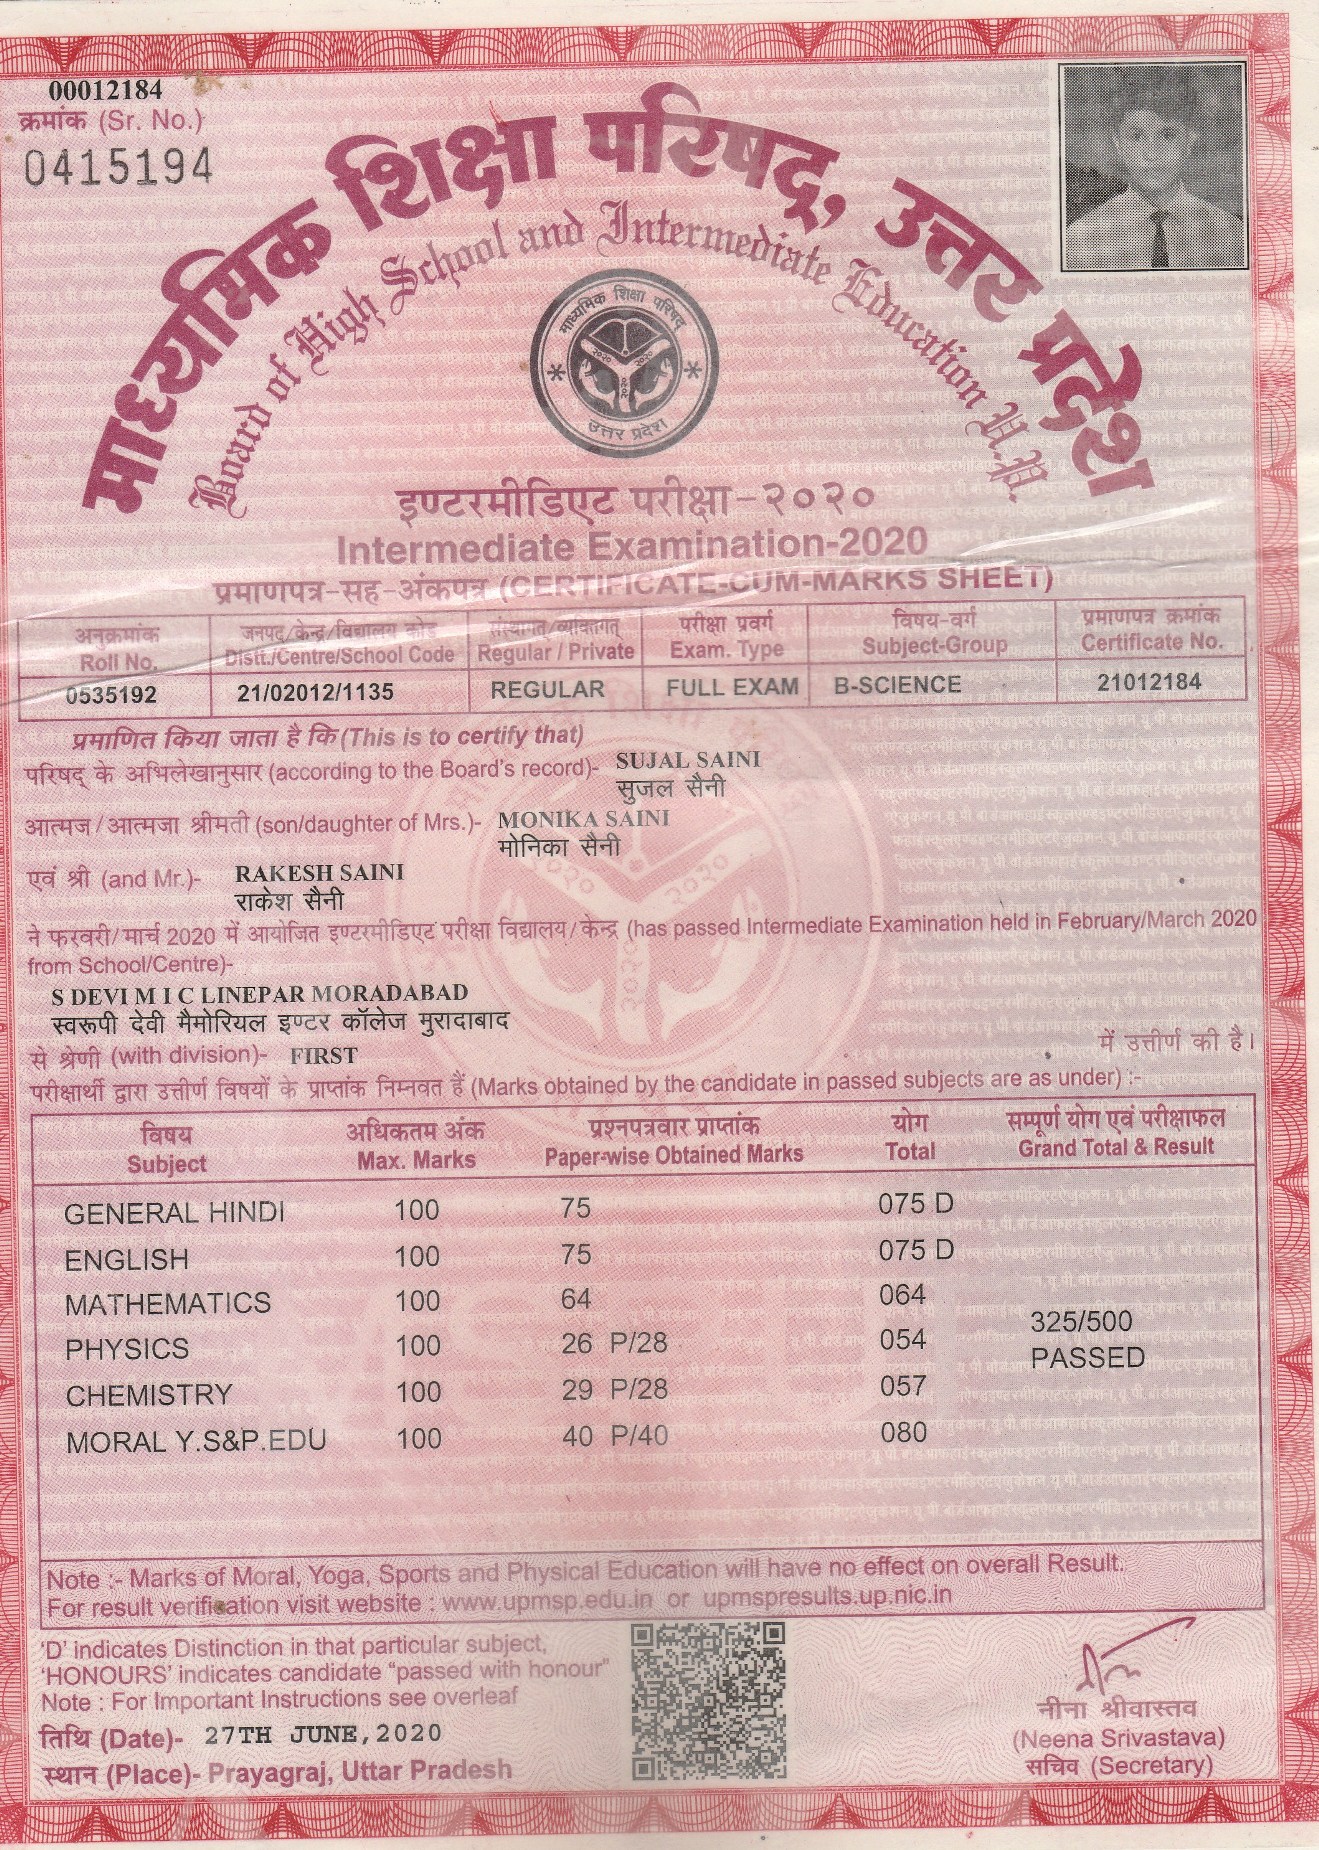 00012184
क्रमांक (Sr. No.)
0415194
माध्यमिक शिक्षा परिषद्, उत्तर प्रदेश
Board of High School and Intermediate Education U.P.
माध्यमिक शिक्षा परिषद्
२०२० २०२०
२०२०
उत्तर प्रदेश
इण्टरमीडिएट परीक्षा-२०२०
Intermediate Examination-2020
प्रमाणपत्र-सह-अंकपत्र (CERTIFICATE-CUM-MARKS SHEET)
अनुक्रमांक जनपद/केन्द्र/विद्यालय कोड संस्थागत/व्यक्तिगत् परीक्षा प्रवर्ग विषय-वर्ग प्रमाणपत्र क्रमांक
Roll No. Distt./Centre/School Code Regular / Private Exam. Type Subject-Group Certificate No.
0535192 21/02012/1135 REGULAR FULL EXAM B-SCIENCE 21012184
प्रमाणित किया जाता है कि (This is to certify that)
परिषद् के अभिलेखानुसार (according to the Board's record)- SUJAL SAINI
सुजल सैनी
आत्मज/आत्मजा श्रीमती (son/daughter of Mrs.)- MONIKA SAINI
मोनिका सैनी
एवं श्री (and Mr.)- RAKESH SAINI
राकेश सैनी
ने फरवरी/मार्च 2020 में आयोजित इण्टरमीडिएट परीक्षा विद्यालय/केन्द्र (has passed Intermediate Examination held in February/March 2020
from School/Centre)-
S DEVI M I C LINEPAR MORADABAD
स्वरूपी देवी मैमोरियल इण्टर कॉलेज मुरादाबाद
से श्रेणी (with division)- FIRST में उत्तीर्ण की है।
परीक्षार्थी द्वारा उत्तीर्ण विषयों के प्राप्तांक निम्नवत हैं (Marks obtained by the candidate in passed subjects are as under) :-
विषय अधिकतम अंक प्रश्नपत्रवार प्राप्तांक योग सम्पूर्ण योग एवं परीक्षाफल
Subject Max. Marks Paper-wise Obtained Marks Total Grand Total & Result
GENERAL HINDI 100 75 075 D
ENGLISH 100 75 075 D
MATHEMATICS 100 64 064
325/500
PHYSICS 100 26 P/28 054
PASSED
CHEMISTRY 100 29 P/28 057
MORAL Y.S&P.EDU 100 40 P/40 080
Note :- Marks of Moral, Yoga, Sports and Physical Education will have no effect on overall Result.
For result verification visit website : www.upmsp.edu.in or upmspresults.up.nic.in
'D' indicates Distinction in that particular subject,
'HONOURS' indicates candidate "passed with honour"
Note : For Important Instructions see overleaf
तिथि (Date)- 27TH JUNE,2020
स्थान (Place)- Prayagraj, Uttar Pradesh
नीना श्रीवास्तव
(Neena Srivastava)
सचिव (Secretary)